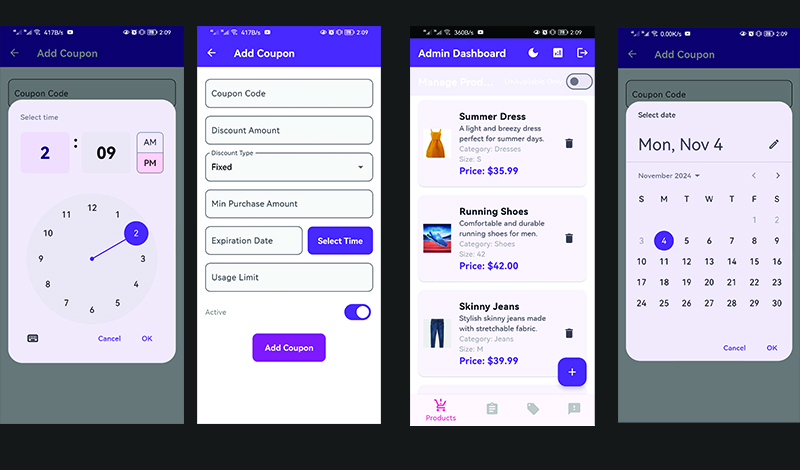 417B/s 2:09
Add Coupon
Coupon Code
Select time
2 : 09
AM
PM
12
11 1
10 2
9 3
8 4
7 5
6
Cancel OK
417B/s 2:09
Add Coupon
Coupon Code
Discount Amount
Discount Type
Fixed
Min Purchase Amount
Expiration Date Select Time
Usage Limit
Active
Add Coupon
360B/s 2:09
Admin Dashboard
Manage Prod...
Summer Dress
A light and breezy dress
perfect for summer days.
Category: Dresses
Size: S
Price: $35.99
Running Shoes
Comfortable and durable
running shoes for men.
Category: Shoes
Size: 42
Price: $42.00
Skinny Jeans
Stylish skinny jeans made
with stretchable fabric.
Category: Jeans
Size: M
Price: $39.99
+
Products
0.00K/s 2:09
Add Coupon
Coupon Code
Select date
Mon, Nov 4
November 2024
S M T W T F S
1 2
3 4 5 6 7 8 9
10 11 12 13 14 15 16
17 18 19 20 21 22 23
24 25 26 27 28 29 30
Cancel OK